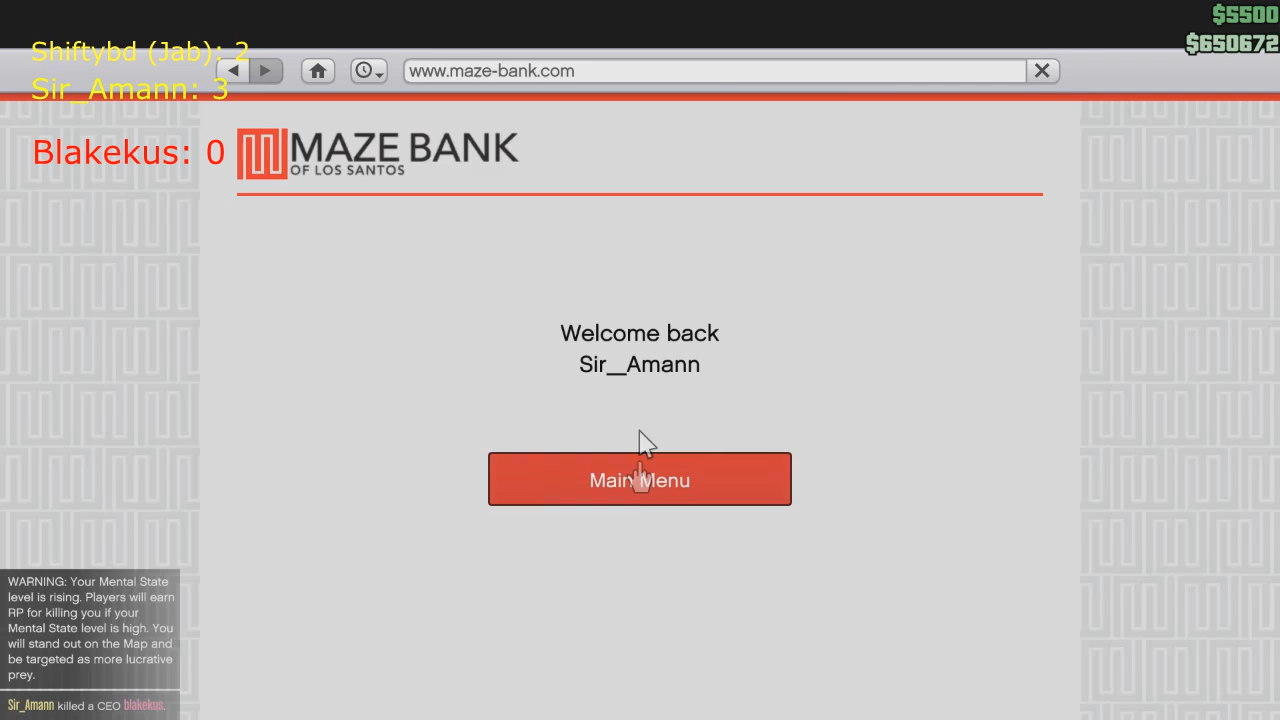 $5500
$650672
Shiftybd (Jab): 2
Sir_Amann: 3
www.maze-bank.com
Blakekus: 0
MAZE BANK
OF LOS SANTOS
Welcome back
Sir__Amann
Main Menu
WARNING: Your Mental State
level is rising. Players will earn
RP for killing you if your
Mental State level is high. You
will stand out on the Map and
be targeted as more lucrative
prey.
Sir_Amann killed a CEO blakekus.